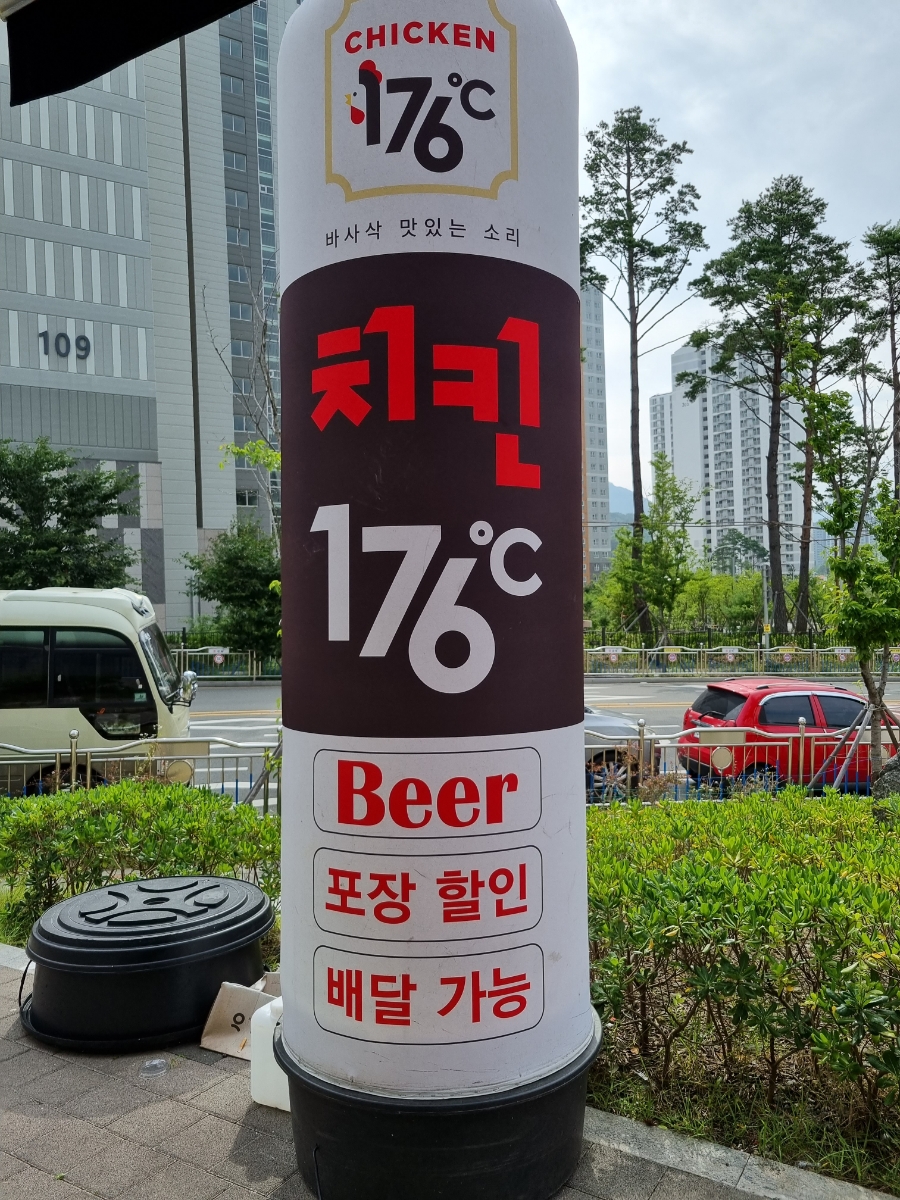 CHICKEN
176°C
바사삭 맛있는 소리
치킨
176°C
Beer
포장 할인
배달 가능
109
JO